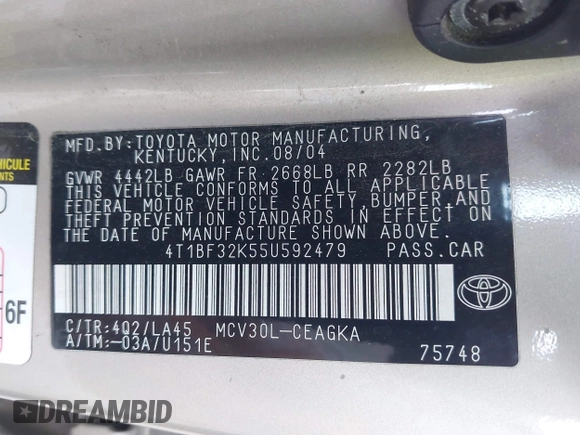 MFD.BY:TOYOTA MOTOR MANUFACTURING,
KENTUCKY,INC.08/04
GVWR 4442LB GAWR FR 2668LB RR 2282LB
THIS VEHICLE CONFORMS TO ALL APPLICABLE
FEDERAL MOTOR VEHICLE SAFETY,BUMPER,AND
THEFT PREVENTION STANDARDS IN EFFECT ON
THE DATE OF MANUFACTURE SHOWN ABOVE.
4T1BF32K55U592479 PASS.CAR
C/TR:4Q2/LA45 MCV30L-CEAGKA
A/TM:-03A/U151E
75748
VEHICULE
6F
DREAMBID